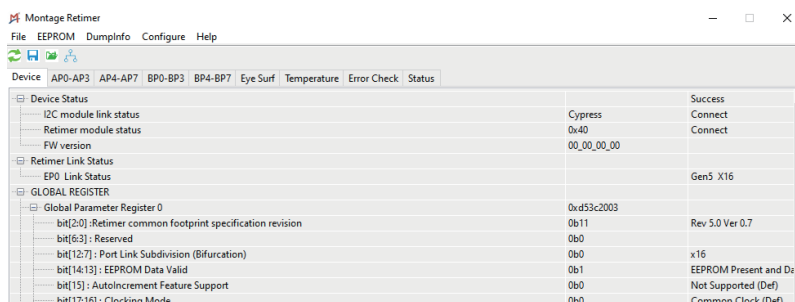 Montage Retimer
File EEPROM DumpInfo Configure Help
Device AP0-AP3 AP4-AP7 BP0-BP3 BP4-BP7 Eye Surf Temperature Error Check Status
Device Status Success
I2C module link status Cypress Connect
Retimer module status 0x40 Connect
FW version 00_00_00_00
Retimer Link Status
EP0 Link Status Gen5 X16
GLOBAL REGISTER
Global Parameter Register 0 0xd53c2003
bit[2:0] :Retimer common footprint specification revision 0b11 Rev 5.0 Ver 0.7
bit[6:3] : Reserved 0b0
bit[12:7] : Port Link Subdivision (Bifurcation) 0b0 x16
bit[14:13] : EEPROM Data Valid 0b1 EEPROM Present and Da
bit[15] : AutoIncrement Feature Support 0b0 Not Supported (Def)
bit[17:16] : Clocking Mode 0b0 Common Clock (Def)